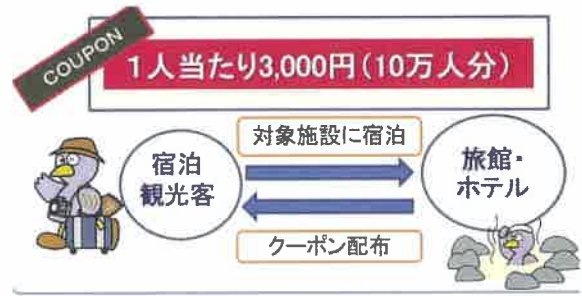 COUPON
1人当たり3,000円(10万人分)
対象施設に宿泊
宿泊
観光客
旅館・
ホテル
クーポン配布